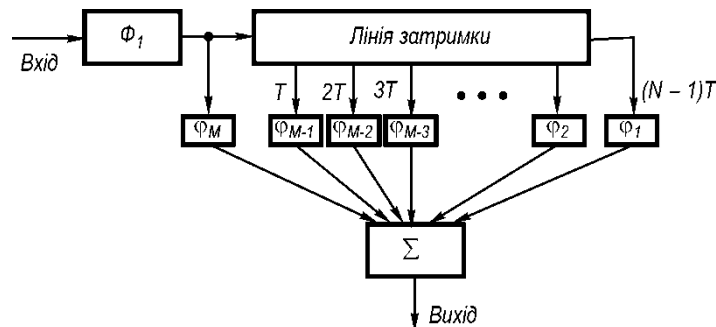 Вхід
Φ1
Лінія затримки
T 2T 3T • • • (N – 1)T
φM φM-1 φM-2 φM-3 φ2 φ1
Σ
Вихід